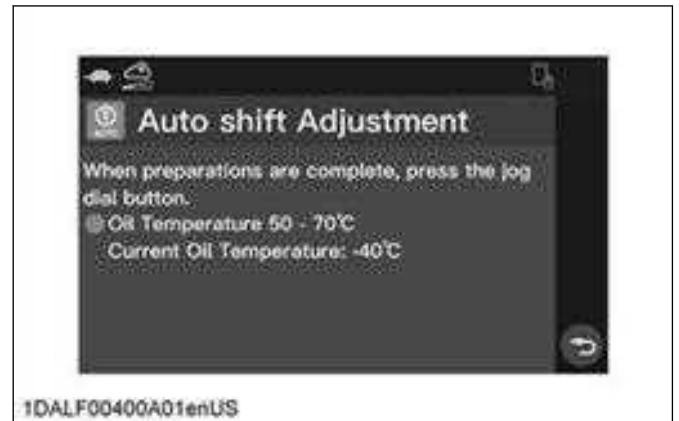 Auto shift Adjustment
When preparations are complete, press the jog
dial button.
Oil Temperature 50 - 70℃
Current Oil Temperature: -40℃
1DALF00400A01enUS